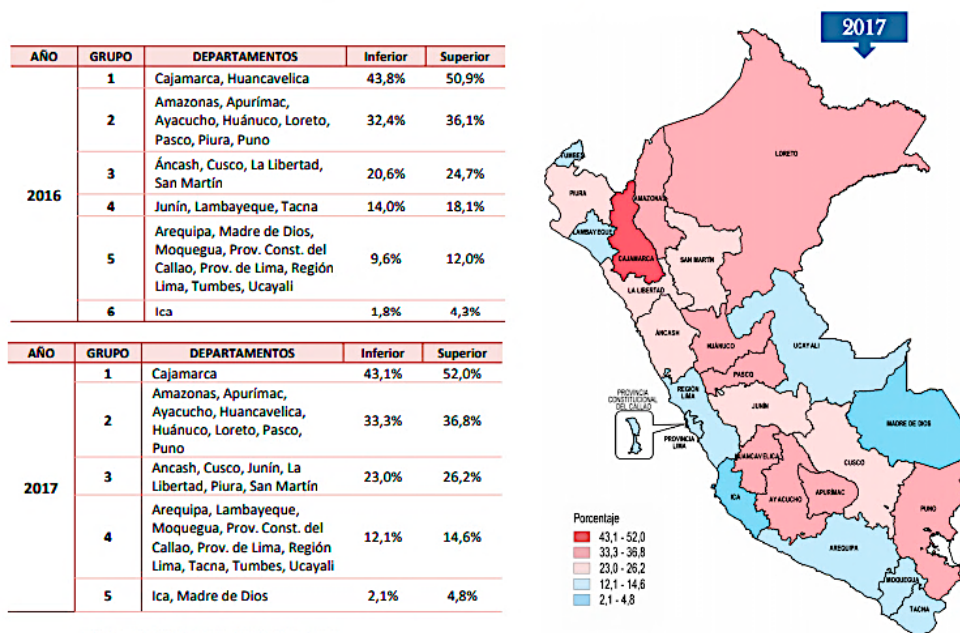 AÑO GRUPO DEPARTAMENTOS Inferior Superior
1 Cajamarca, Huancavelica 43,8% 50,9%
Amazonas, Apurímac,
2 Ayacucho, Huánuco, Loreto, 32,4% 36,1%
Pasco, Piura, Puno
3 Áncash, Cusco, La Libertad, 20,6% 24,7%
San Martín
2016
4 Junín, Lambayeque, Tacna 14,0% 18,1%
Arequipa, Madre de Dios,
Moquegua, Prov. Const. del
5 Callao, Prov. de Lima, Región 9,6% 12,0%
Lima, Tumbes, Ucayali
6 Ica 1,8% 4,3%
AÑO GRUPO DEPARTAMENTOS Inferior Superior
1 Cajamarca 43,1% 52,0%
Amazonas, Apurímac,
2 Ayacucho, Huancavelica, 33,3% 36,8%
Huánuco, Loreto, Pasco,
Puno
3 Ancash, Cusco, Junín, La 23,0% 26,2%
Libertad, Piura, San Martín
2017
Arequipa, Lambayeque,
4 Moquegua, Prov. Const. del 12,1% 14,6%
Callao, Prov. de Lima, Región
Lima, Tacna, Tumbes, Ucayali
5 Ica, Madre de Dios 2,1% 4,8%
2017
TUMBES
LORETO
PIURA
AMAZONAS
LAMBAYEQUE
CAJAMARCA
SAN MARTÍN
LA LIBERTAD
ÁNCASH
HUÁNUCO
UCAYALI
PASCO
PROVINCIA
CONSTITUCIONAL
DEL CALLAO
REGIÓN
LIMA
JUNÍN
PROVINCIA
LIMA
MADRE DE DIOS
HUANCAVELICA
CUSCO
ICA
AYACUCHO
APURÍMAC
PUNO
AREQUIPA
MOQUEGUA
TACNA
Porcentaje
43,1 - 52,0
33,3 - 36,8
23,0 - 26,2
12,1 - 14,6
2,1 - 4,8